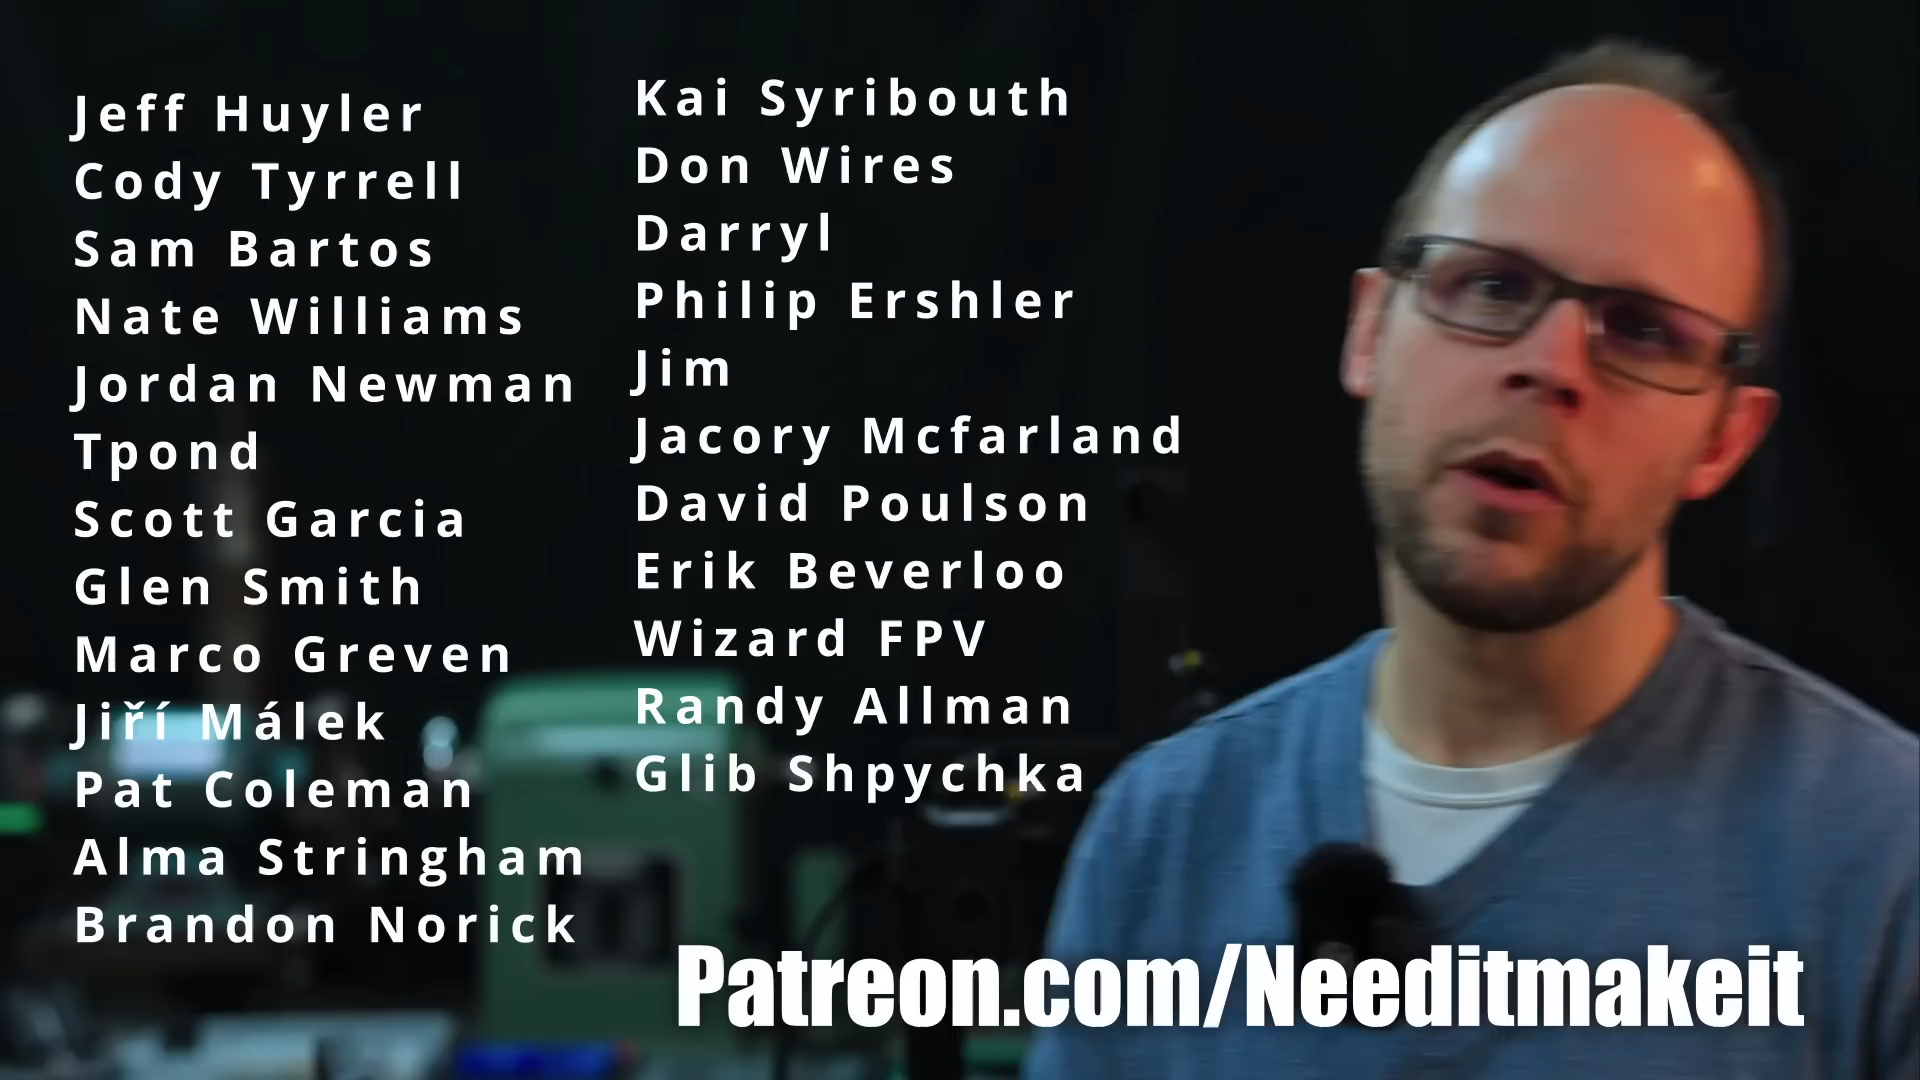 Jeff Huyler
Cody Tyrrell
Sam Bartos
Nate Williams
Jordan Newman
Tpond
Scott Garcia
Glen Smith
Marco Greven
Jiří Málek
Pat Coleman
Alma Stringham
Brandon Norick
Kai Syribouth
Don Wires
Darryl
Philip Ershler
Jim
Jacory Mcfarland
David Poulson
Erik Beverloo
Wizard FPV
Randy Allman
Glib Shpychka
Patreon.com/Needitmakeit